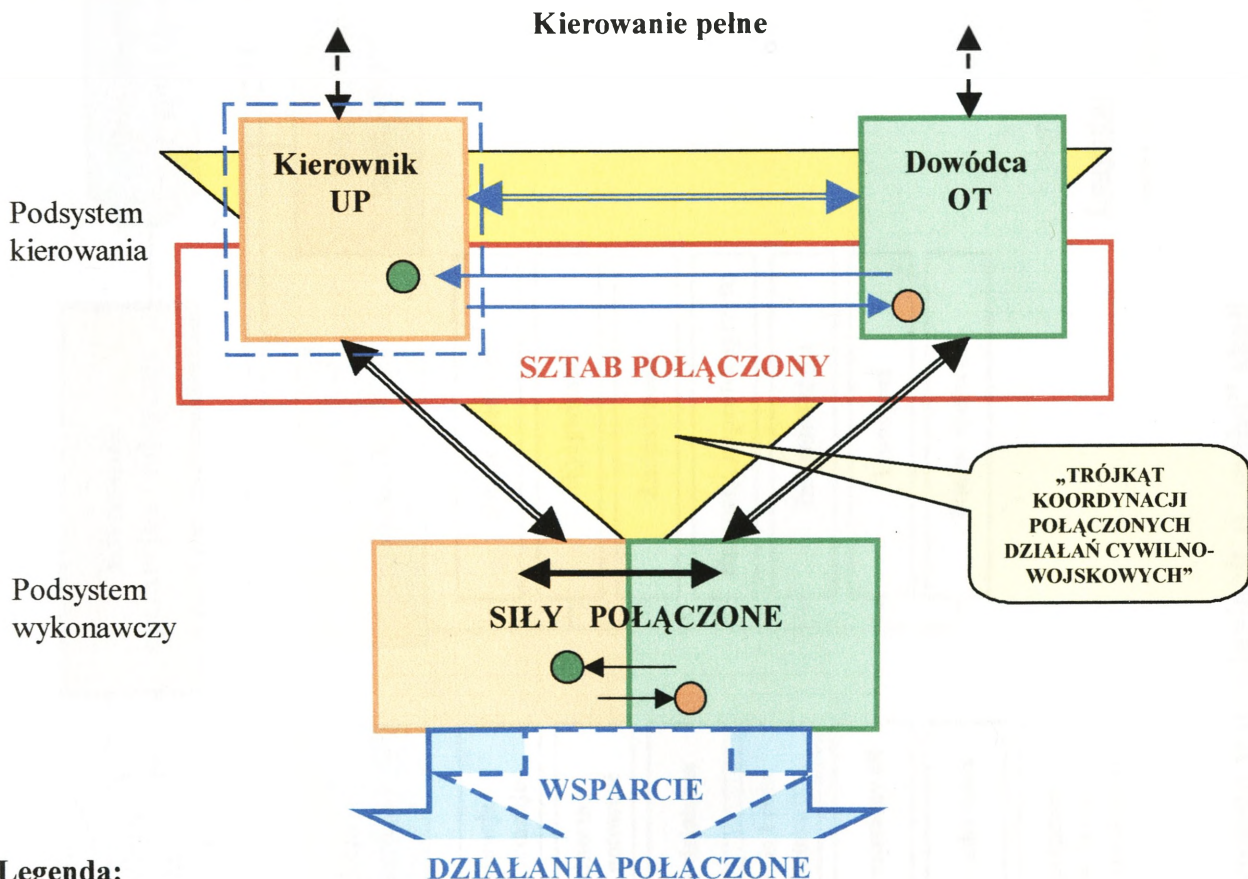 Kierowanie pełne
Kierownik
UP
Dowódca
OT
Podsystem
kierowania
SZTAB POŁĄCZONY
„TRÓJKĄT
KOORDYNACJI
POŁĄCZONYCH
DZIAŁAŃ CYWILNO-
WOJSKOWYCH”
Podsystem
wykonawczy
SIŁY POŁĄCZONE
WSPARCIE
DZIAŁANIA POŁĄCZONE
Legenda: